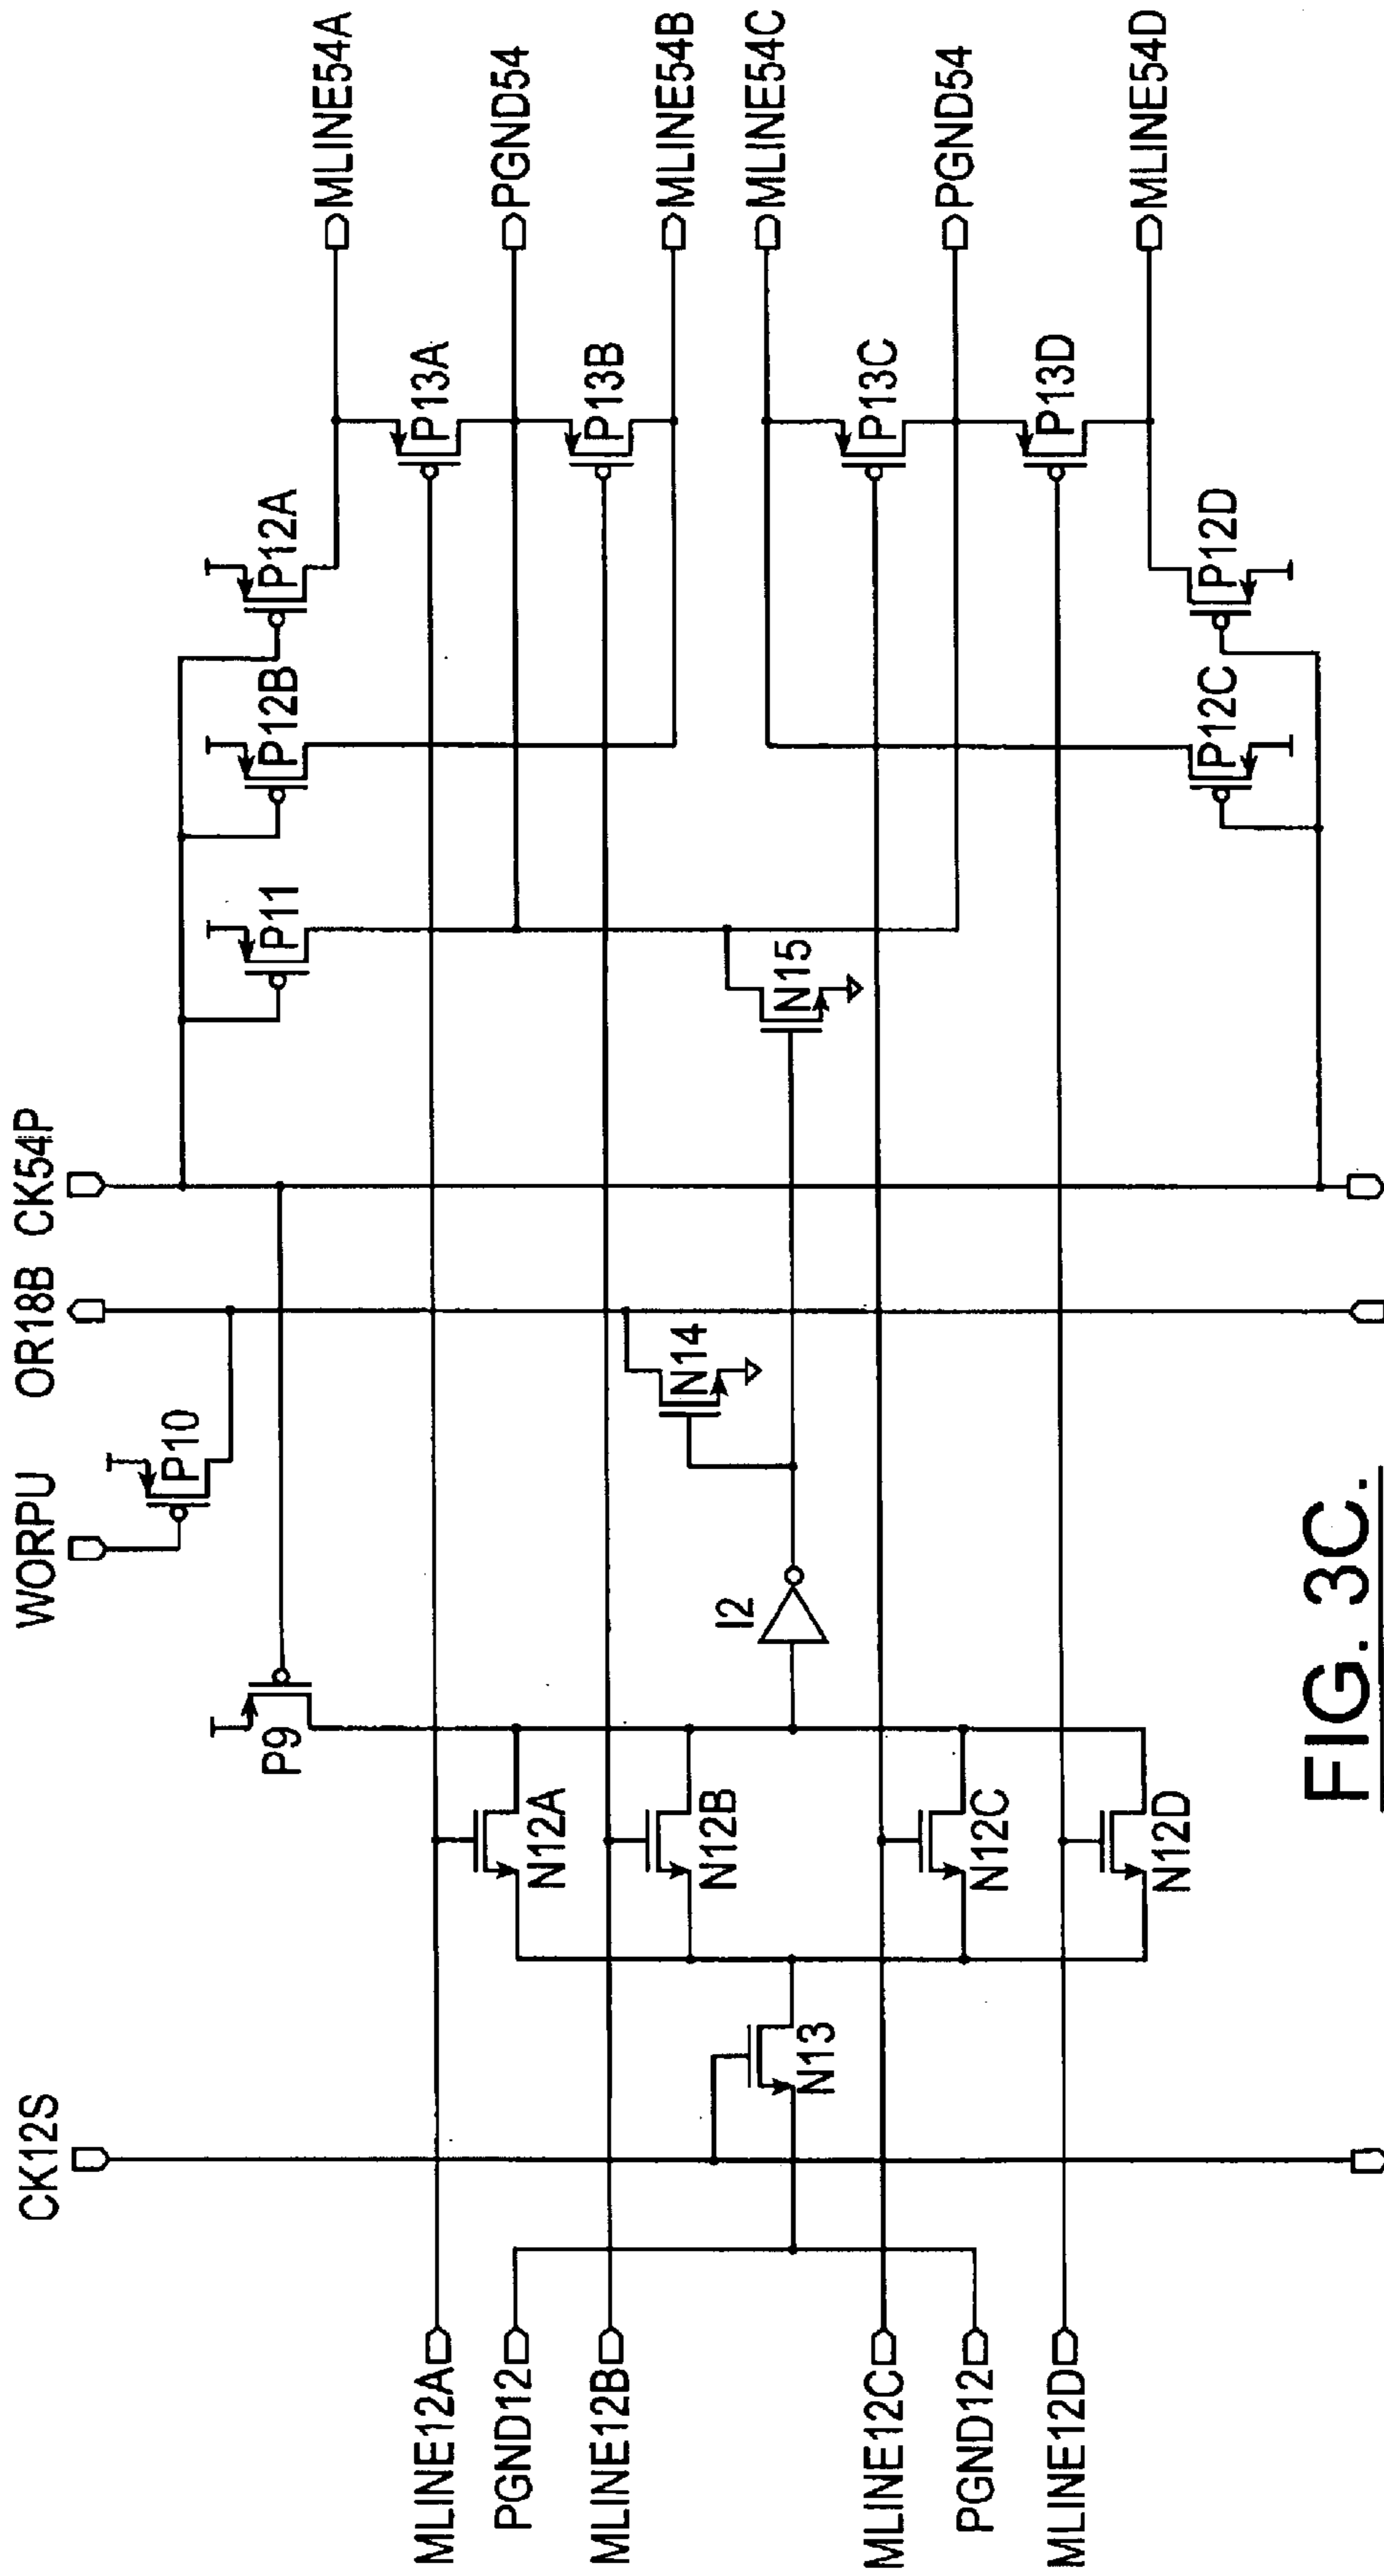 CK12S
WORPU
OR18B
CK54P
MLINE12A
PGND12
MLINE12B
MLINE12C
PGND12
MLINE12D
N13
N12A
N12B
N12C
N12D
P9
P10
I2
N14
N15
P11
P12B
P12A
P13A
P13B
P13C
P13D
P12C
P12D
MLINE54A
PGND54
MLINE54B
MLINE54C
PGND54
MLINE54D
FIG. 3C.